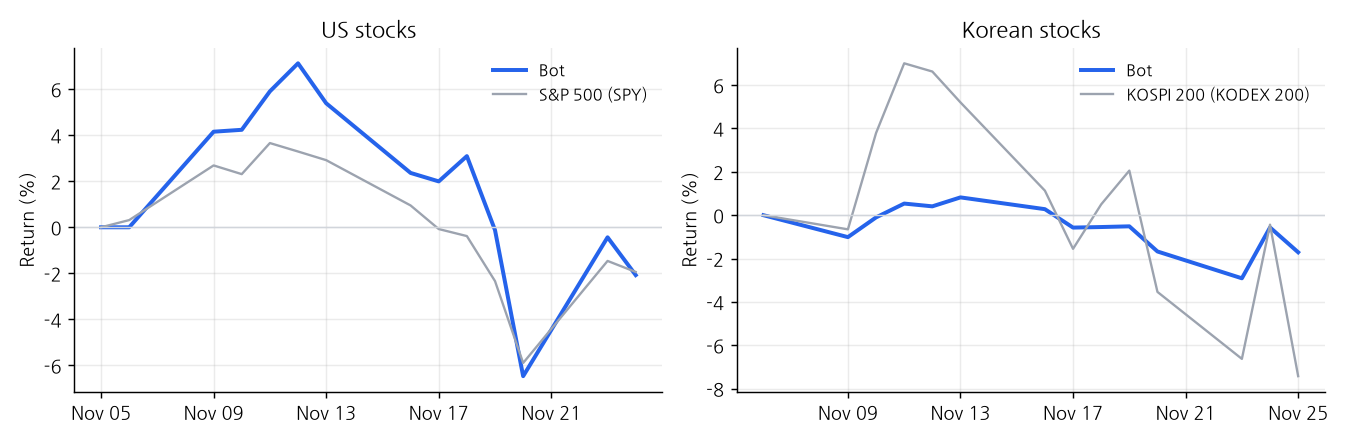 US stocks
Bot
S&P 500 (SPY)
Return (%)
6
4
2
0
-2
-4
-6
Nov 05
Nov 09
Nov 13
Nov 17
Nov 21
Korean stocks
Bot
KOSPI 200 (KODEX 200)
Return (%)
6
4
2
0
-2
-4
-6
-8
Nov 09
Nov 13
Nov 17
Nov 21
Nov 25